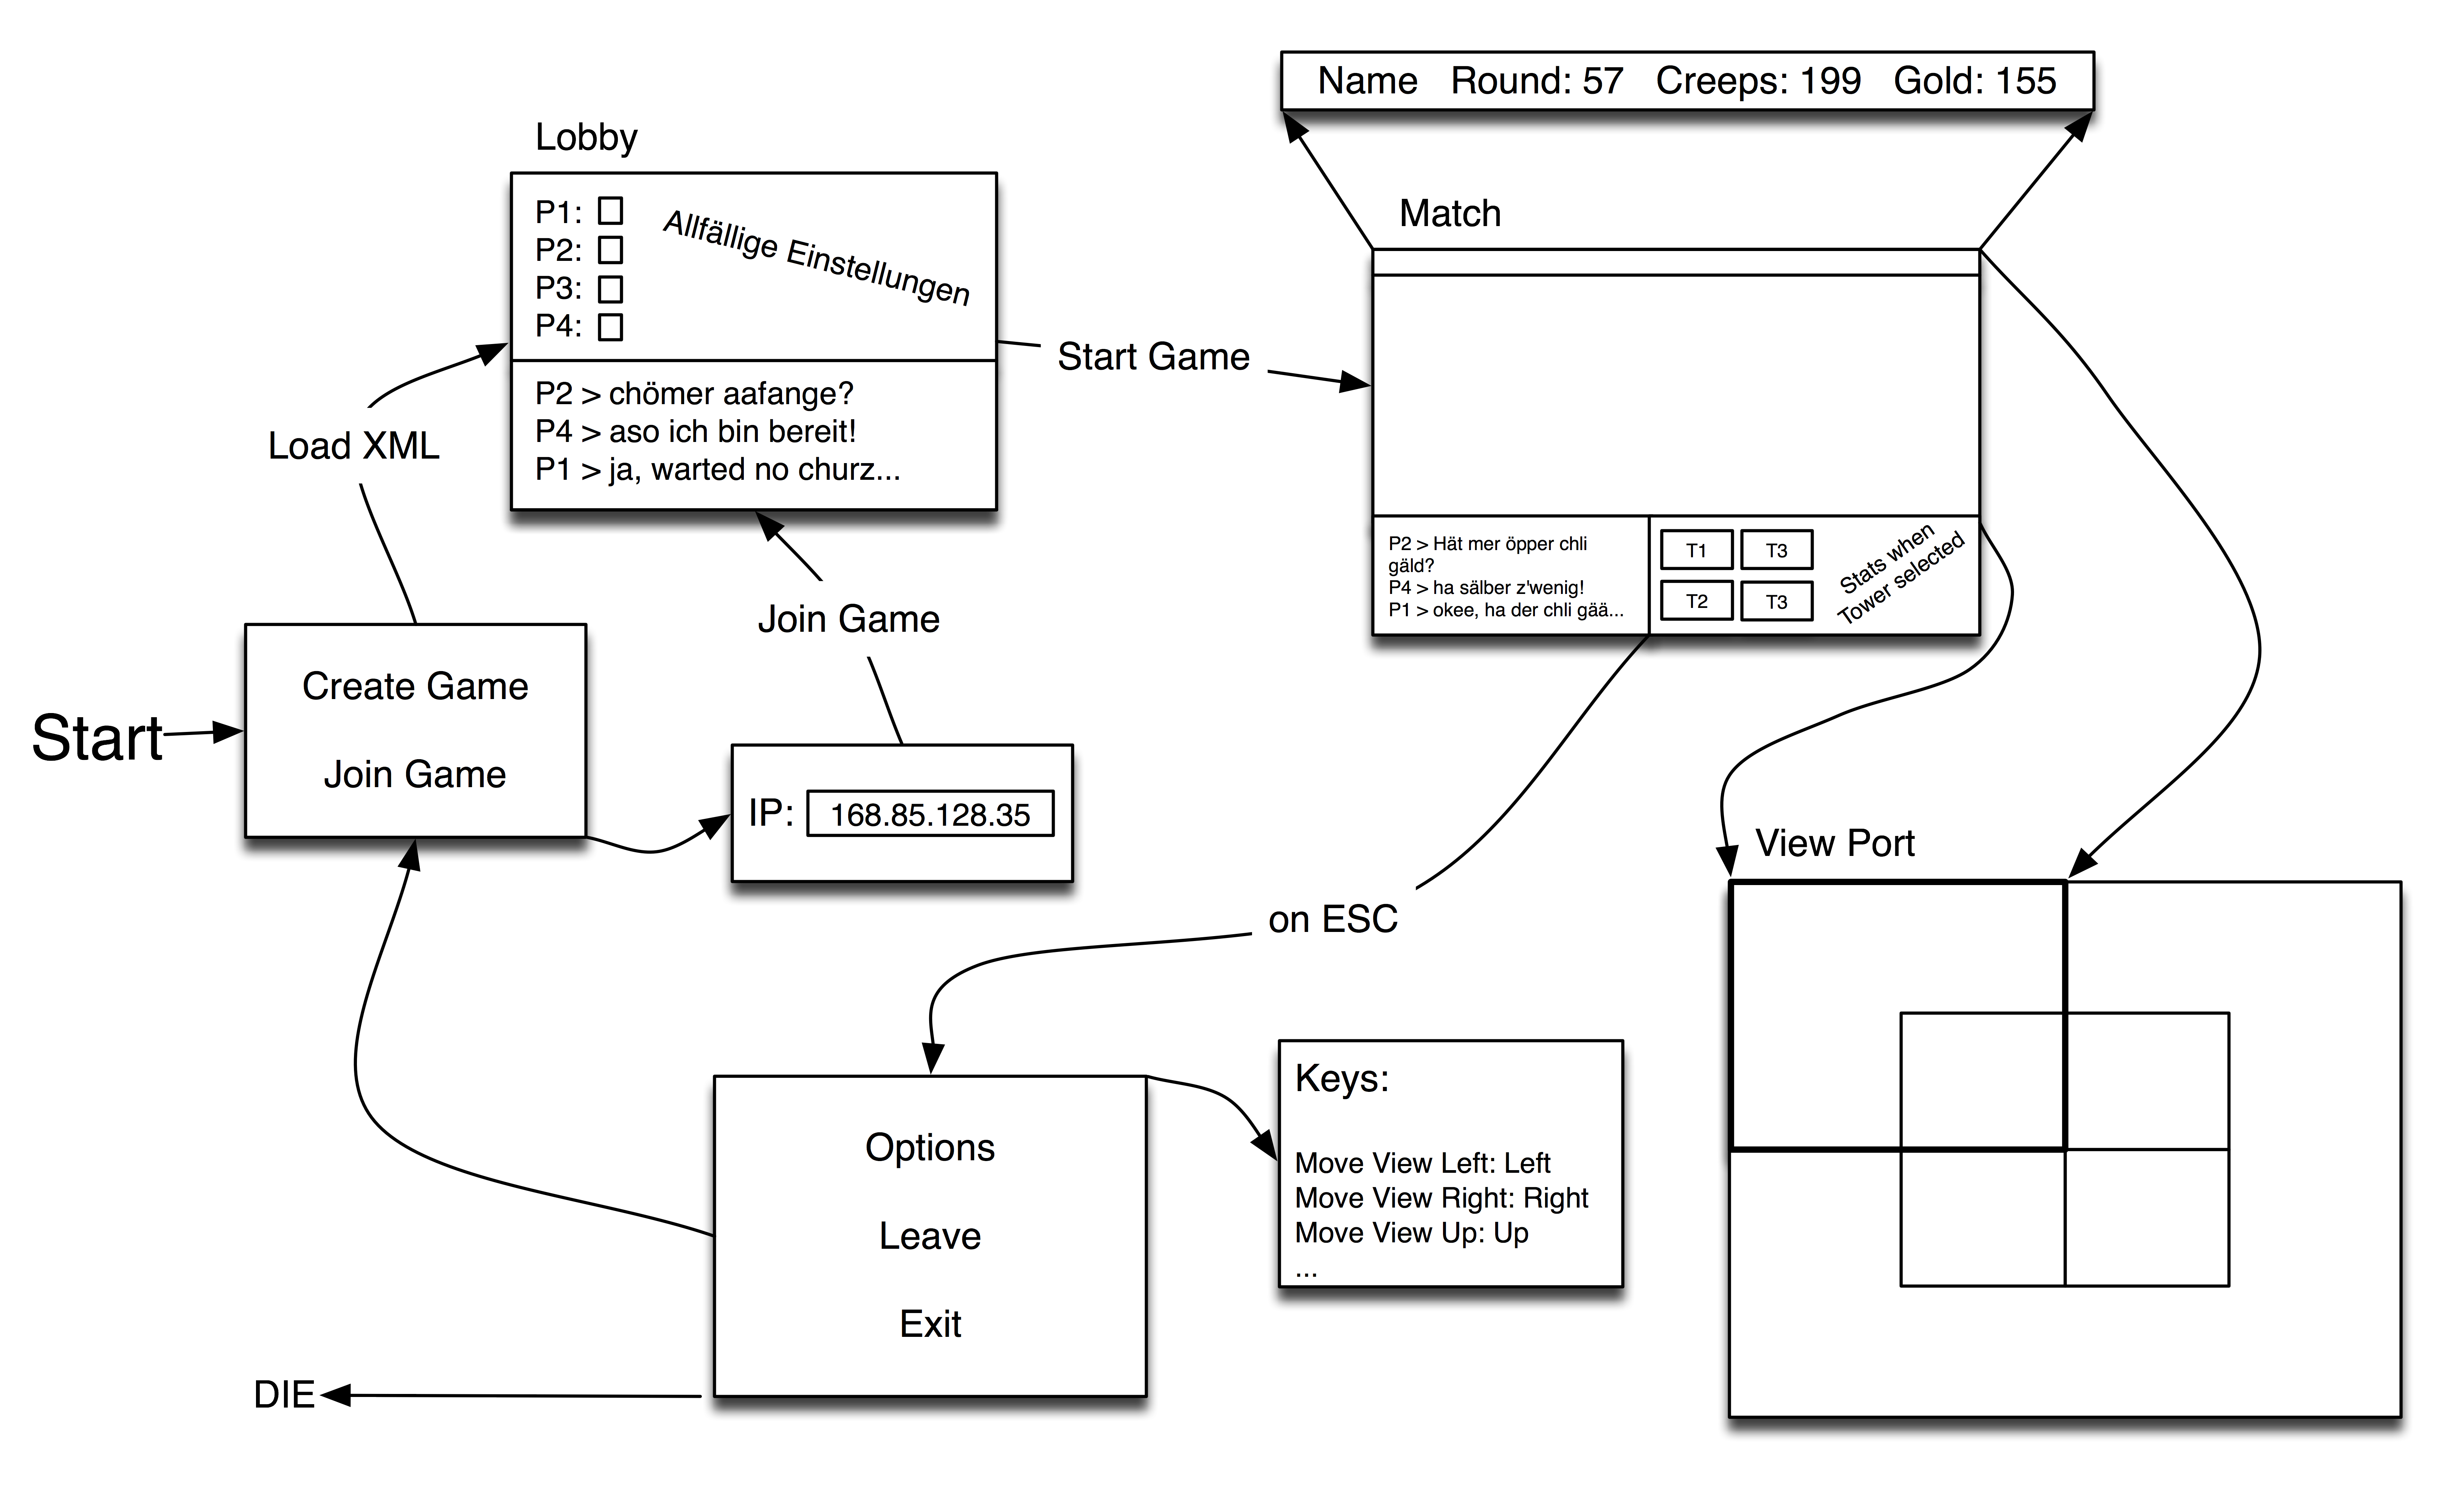 Name Round: 57 Creeps: 199 Gold: 155
Lobby
P1:
P2:
P3:
P4:
Allfällige Einstellungen
P2 > chömer aafange?
P4 > aso ich bin bereit!
P1 > ja, warted no churz...
Load XML
Start Game
Match
P2 > Hät mer öpper chli
gäld?
P4 > ha sälber z'wenig!
P1 > okee, ha der chli gää...
T1
T3
T2
T3
Stats when
Tower selected
Join Game
Start
Create Game
Join Game
IP: 168.85.128.35
View Port
on ESC
Options
Leave
Exit
Keys:
Move View Left: Left
Move View Right: Right
Move View Up: Up
...
DIE